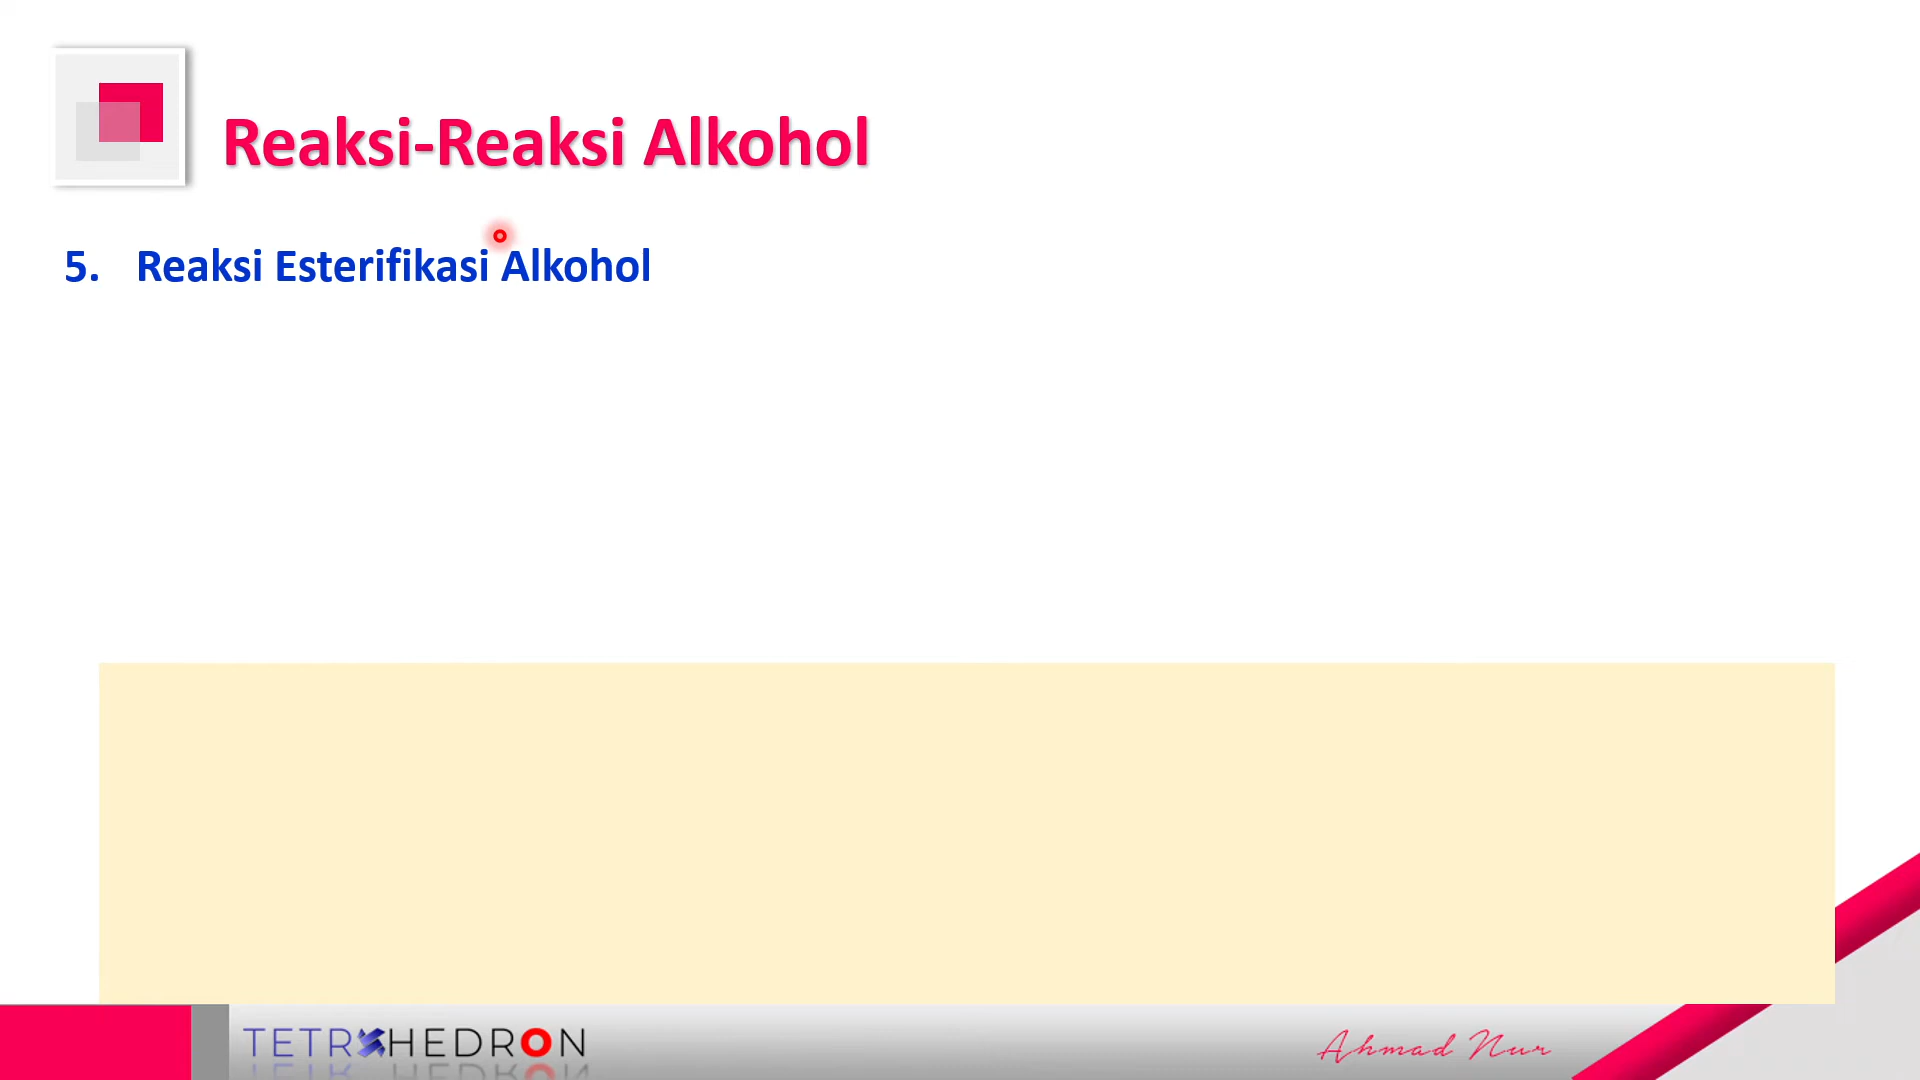 Reaksi-Reaksi Alkohol
5. Reaksi Esterifikasi Alkohol
TETRAHEDRON
Ahmad Nur